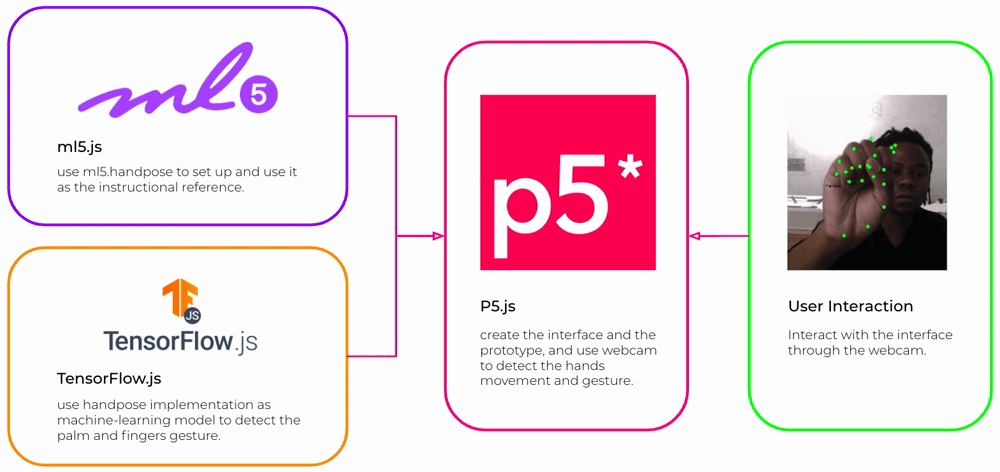 ml5
ml5.js
use ml5.handpose to set up and use it
as the instructional reference.
TF
JS
TensorFlow.js
TensorFlow.js
use handpose implementation as
machine-learning model to detect the
palm and fingers gesture.
p5*
P5.js
create the interface and the
prototype, and use webcam
to detect the hands
movement and gesture.
User Interaction
Interact with the interface
through the webcam.